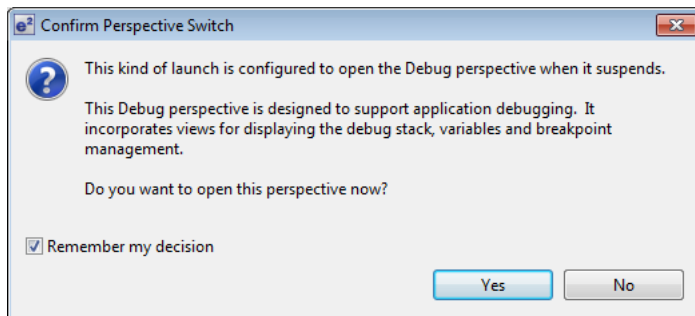 e² Confirm Perspective Switch
This kind of launch is configured to open the Debug perspective when it suspends.
This Debug perspective is designed to support application debugging. It
incorporates views for displaying the debug stack, variables and breakpoint
management.
Do you want to open this perspective now?
Remember my decision
Yes No